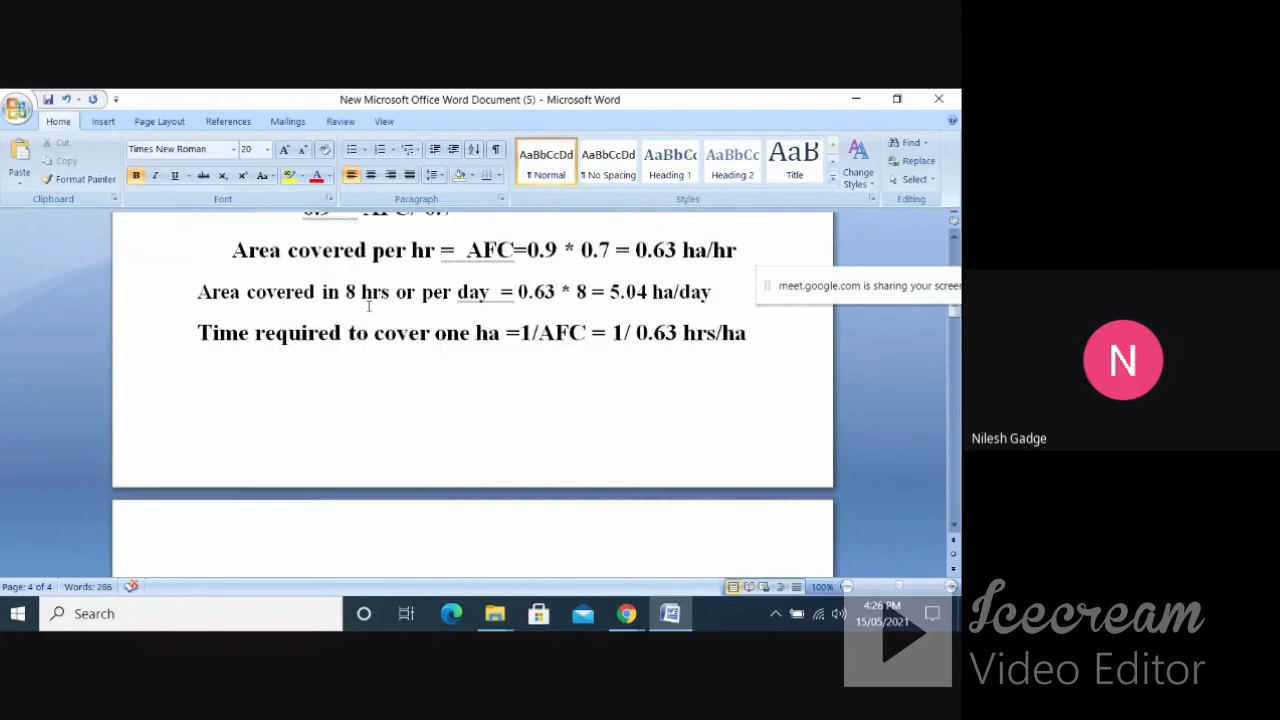 New Microsoft Office Word Document (5) - Microsoft Word
Home Insert Page Layout References Mailings Review View
Cut
Copy
Paste
Format Painter
Clipboard
Times New Roman 20
Font
Paragraph
AaBbCcDd AaBbCcDd AaBbCc AaBbCc AaB
¶ Normal ¶ No Spacing Heading 1 Heading 2 Title
Change
Styles
Styles
Find
Replace
Select
Editing
Area covered per hr = AFC=0.9 * 0.7 = 0.63 ha/hr
Area covered in 8 hrs or per day = 0.63 * 8 = 5.04 ha/day
Time required to cover one ha =1/AFC = 1/ 0.63 hrs/ha
meet.google.com is sharing your screen
N
Nilesh Gadge
Page: 4 of 4 Words: 286
100%
Search
4:26 PM
15/05/2021
Icecream
Video Editor